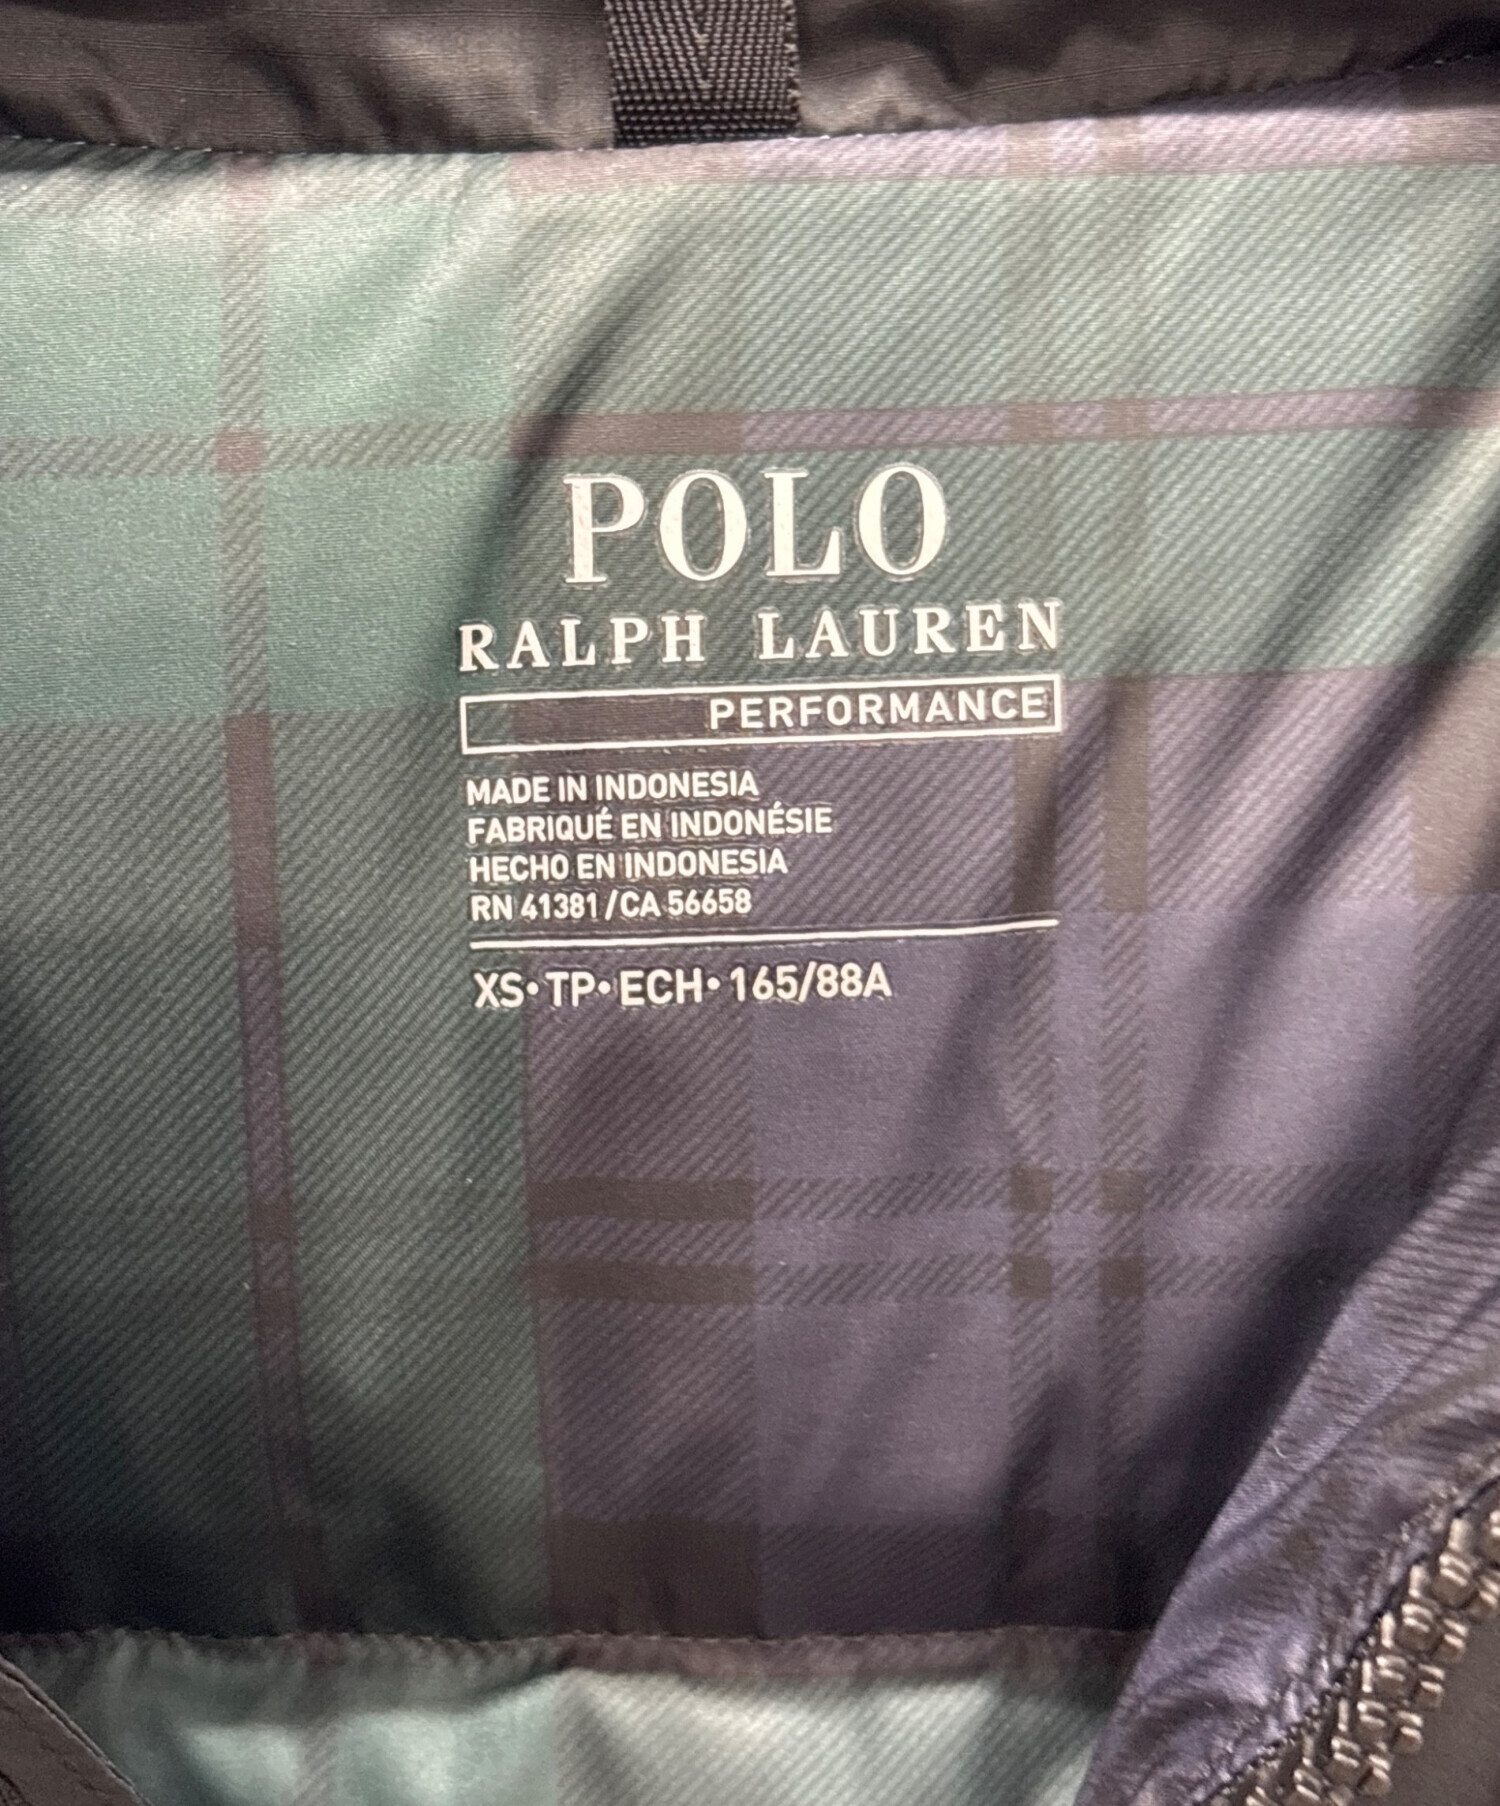 POLO
RALPH LAUREN
PERFORMANCE
MADE IN INDONESIA
FABRIQUÉ EN INDONÉSIE
HECHO EN INDONESIA
RN 41381/CA 56658
XS•TP•ECH•165/88A